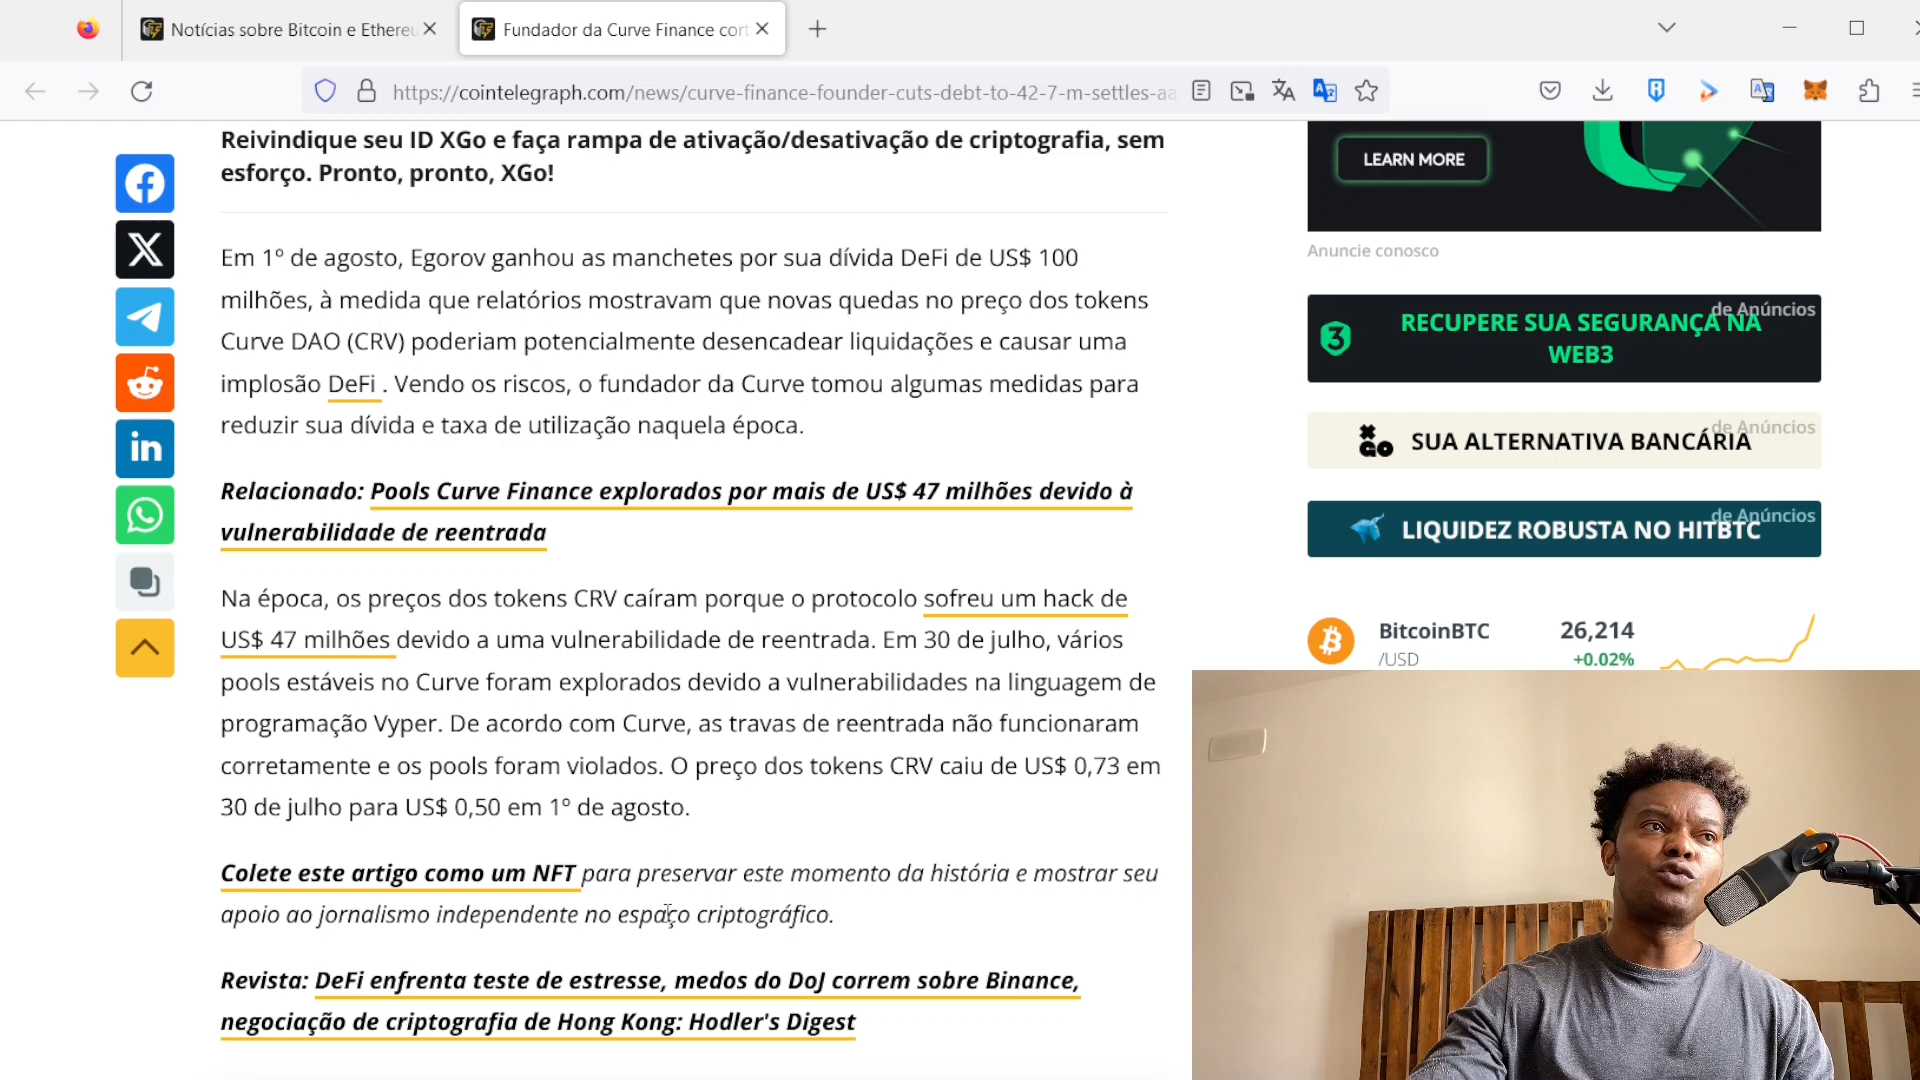 Notícias sobre Bitcoin e Ethereu
Fundador da Curve Finance cort
https://cointelegraph.com/news/curve-finance-founder-cuts-debt-to-42-7-m-settles-aa
Reivindique seu ID XGo e faça rampa de ativação/desativação de criptografia, sem
esforço. Pronto, pronto, XGo!
Em 1º de agosto, Egorov ganhou as manchetes por sua dívida DeFi de US$ 100
milhões, à medida que relatórios mostravam que novas quedas no preço dos tokens
Curve DAO (CRV) poderiam potencialmente desencadear liquidações e causar uma
implosão DeFi . Vendo os riscos, o fundador da Curve tomou algumas medidas para
reduzir sua dívida e taxa de utilização naquela época.
Relacionado: Pools Curve Finance explorados por mais de US$ 47 milhões devido à
vulnerabilidade de reentrada
Na época, os preços dos tokens CRV caíram porque o protocolo sofreu um hack de
US$ 47 milhões devido a uma vulnerabilidade de reentrada. Em 30 de julho, vários
pools estáveis no Curve foram explorados devido a vulnerabilidades na linguagem de
programação Vyper. De acordo com Curve, as travas de reentrada não funcionaram
corretamente e os pools foram violados. O preço dos tokens CRV caiu de US$ 0,73 em
30 de julho para US$ 0,50 em 1º de agosto.
Colete este artigo como um NFT para preservar este momento da história e mostrar seu
apoio ao jornalismo independente no espaço criptográfico.
Revista: DeFi enfrenta teste de estresse, medos do DoJ correm sobre Binance,
negociação de criptografia de Hong Kong: Hodler's Digest
LEARN MORE
Anuncie conosco
de Anúncios
RECUPERE SUA SEGURANÇA NA
WEB3
de Anúncios
XGO
SUA ALTERNATIVA BANCÁRIA
de Anúncios
LIQUIDEZ ROBUSTA NO HITBTC
BitcoinBTC 26,214
/USD +0.02%